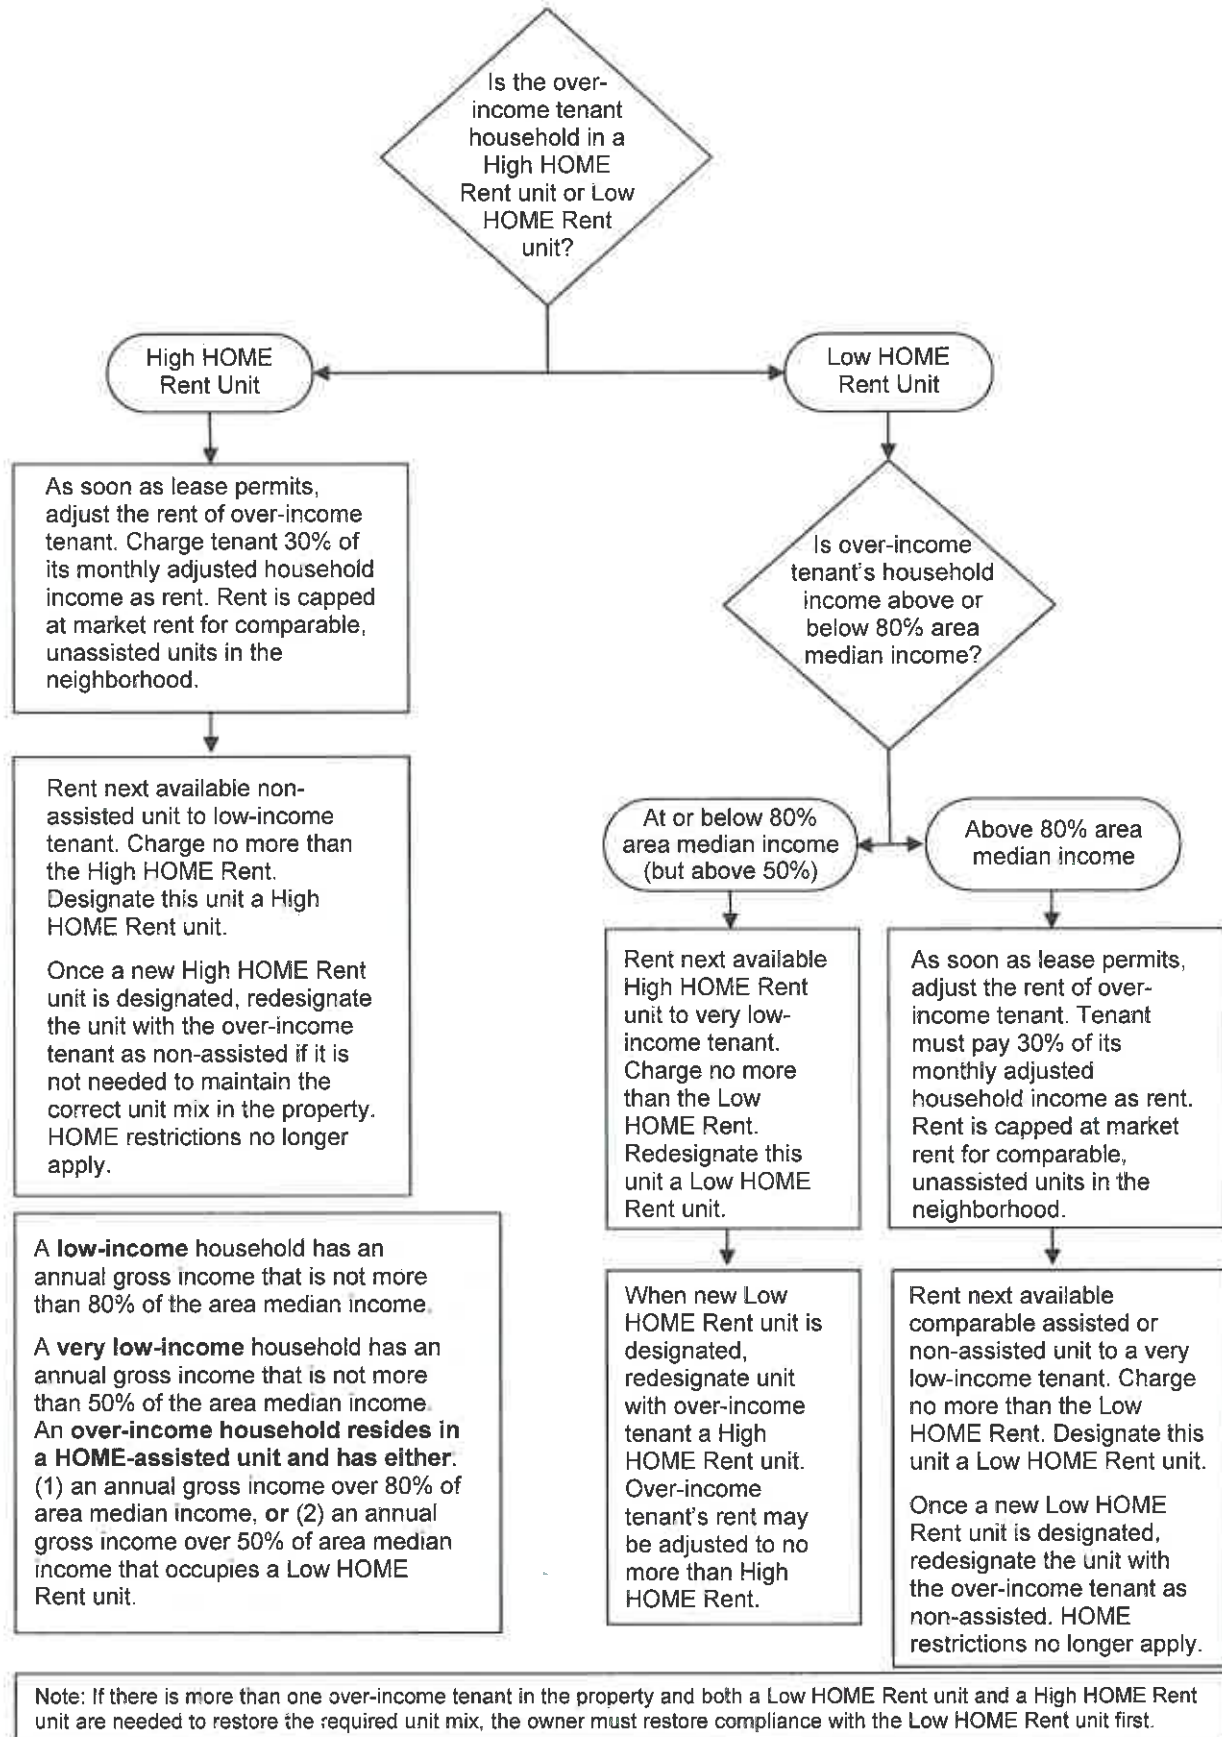 Is the over-
income tenant
household in a
High HOME
Rent unit or Low
HOME Rent
unit?
High HOME
Rent Unit
Low HOME
Rent Unit
As soon as lease permits,
adjust the rent of over-income
tenant. Charge tenant 30% of
its monthly adjusted household
income as rent. Rent is capped
at market rent for comparable,
unassisted units in the
neighborhood.
Is over-income
tenant's household
income above or
below 80% area
median income?
Rent next available non-
assisted unit to low-income
tenant. Charge no more than
the High HOME Rent.
Designate this unit a High
HOME Rent unit.
Once a new High HOME Rent
unit is designated, redesignate
the unit with the over-income
tenant as non-assisted if it is
not needed to maintain the
correct unit mix in the property.
HOME restrictions no longer
apply.
At or below 80%
area median income
(but above 50%)
Above 80% area
median income
Rent next available
High HOME Rent
unit to very low-
income tenant.
Charge no more
than the Low
HOME Rent.
Redesignate this
unit a Low HOME
Rent unit.
As soon as lease permits,
adjust the rent of over-
income tenant. Tenant
must pay 30% of its
monthly adjusted
household income as rent.
Rent is capped at market
rent for comparable,
unassisted units in the
neighborhood.
A low-income household has an
annual gross income that is not more
than 80% of the area median income.
A very low-income household has an
annual gross income that is not more
than 50% of the area median income.
An over-income household resides in
a HOME-assisted unit and has either:
(1) an annual gross income over 80% of
area median income, or (2) an annual
gross income over 50% of area median
income that occupies a Low HOME
Rent unit.
When new Low
HOME Rent unit is
designated,
redesignate unit
with over-income
tenant a High
HOME Rent unit.
Over-income
tenant's rent may
be adjusted to no
more than High
HOME Rent.
Rent next available
comparable assisted or
non-assisted unit to a very
low-income tenant. Charge
no more than the Low
HOME Rent. Designate this
unit a Low HOME Rent unit.
Once a new Low HOME
Rent unit is designated,
redesignate the unit with
the over-income tenant as
non-assisted. HOME
restrictions no longer apply.
Note: If there is more than one over-income tenant in the property and both a Low HOME Rent unit and a High HOME Rent
unit are needed to restore the required unit mix, the owner must restore compliance with the Low HOME Rent unit first.